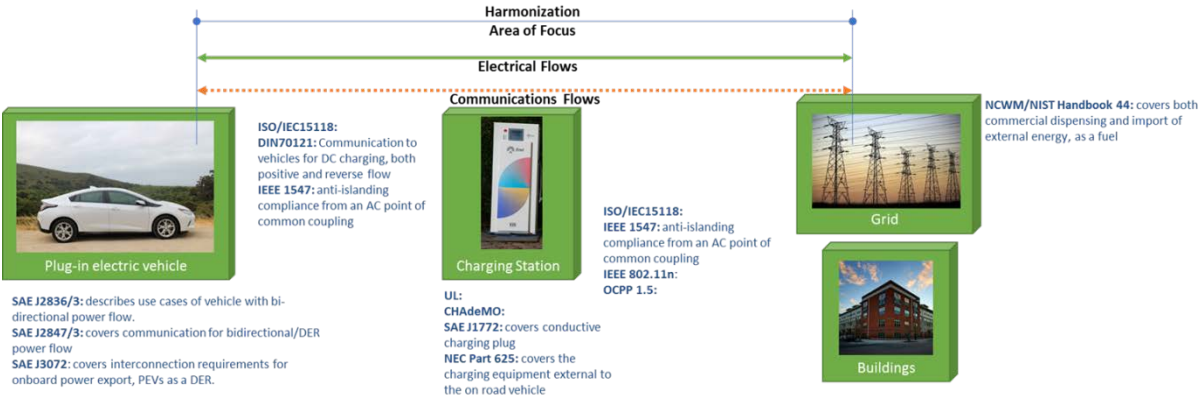 Harmonization
Area of Focus
Electrical Flows
Communications Flows
Plug-in electric vehicle
SAE J2836/3: describes use cases of vehicle with bi-
directional power flow.
SAE J2847/3: covers communication for bidirectional/DER
power flow
SAE J3072: covers interconnection requirements for
onboard power export, PEVs as a DER.
ISO/IEC15118:
DIN70121: Communication to
vehicles for DC charging, both
positive and reverse flow
IEEE 1547: anti-islanding
compliance from an AC point of
common coupling
Charging Station
UL:
CHAdeMO:
SAE J1772: covers conductive
charging plug
NEC Part 625: covers the
charging equipment external to
the on road vehicle
ISO/IEC15118:
IEEE 1547: anti-islanding
compliance from an AC point of
common coupling
IEEE 802.11n:
OCPP 1.5:
Grid
Buildings
NCWM/NIST Handbook 44: covers both
commercial dispensing and import of
external energy, as a fuel